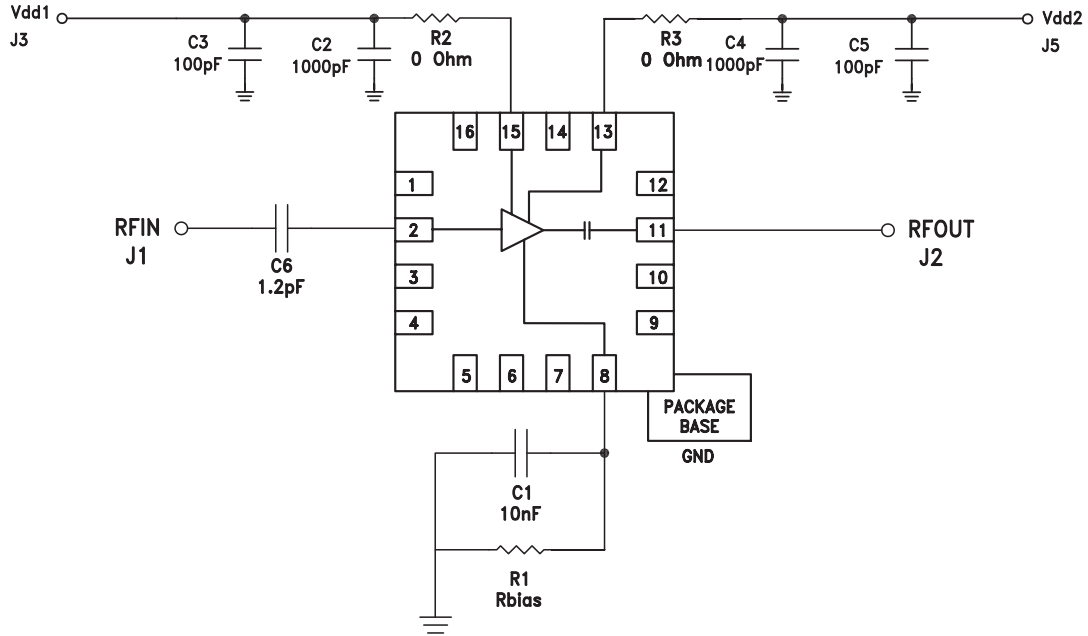 Vdd1
J3
C3
100pF
C2
1000pF
R2
0 Ohm
R3
0 Ohm
C4
1000pF
C5
100pF
Vdd2
J5
16
15
14
13
1
12
RFIN
J1
C6
1.2pF
2
11
RFOUT
J2
3
10
4
9
5
6
7
8
PACKAGE
BASE
GND
C1
10nF
R1
Rbias